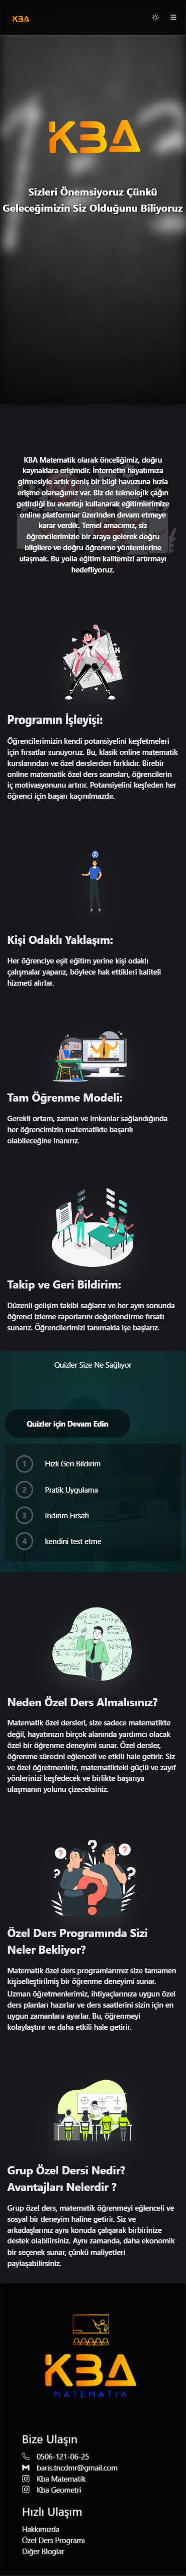 KBA
KBA
Sizleri Önemsiyoruz Çünkü
Geleceğimizin Siz Olduğunu Biliyoruz
KBA Matematik olarak önceliğimiz, doğru
kaynaklara erişimdir. İnternetin hayatımıza
girmesiyle artık geniş bir bilgi havuzuna hızla
erişme olanağımız var. Biz de teknolojik çağın
getirdiği bu avantajı kullanarak eğitimlerimize
online platformlar üzerinden devam etmeye
karar verdik. Temel amacımız, siz
öğrencilerimizle bir araya gelerek doğru
bilgilere ve doğru öğrenme yöntemlerine
ulaşmak. Bu yolla eğitim kalitemizi artırmayı
hedefliyoruz.
Programın İşleyişi:
Öğrencilerimizin kendi potansiyelini keşfetmeleri
için fırsatlar sunuyoruz. Bu, klasik online matematik
kurslarından ve özel derslerden farklıdır. Birebir
online matematik özel ders seansları, öğrencilerin
iç motivasyonunu artırır. Potansiyelini keşfeden her
öğrenci için başarı kaçınılmazdır.
Kişi Odaklı Yaklaşım:
Her öğrenciye eşit eğitim yerine kişi odaklı
çalışmalar yaparız, böylece hak ettikleri kaliteli
hizmeti alırlar.
Tam Öğrenme Modeli:
Gerekli ortam, zaman ve imkanlar sağlandığında
her öğrencimizin matematikte başarılı
olabileceğine inanırız.
Takip ve Geri Bildirim:
Düzenli gelişim takibi sağlarız ve her ayın sonunda
öğrenci izleme raporlarını değerlendirme fırsatı
sunarız. Öğrencilerimizi tanımakla işe başlarız.
Quizler Size Ne Sağlıyor
Quizler için Devam Edin
1 Hızlı Geri Bildirim
2 Pratik Uygulama
3 İndirim Fırsatı
4 kendini test etme
Neden Özel Ders Almalısınız?
Matematik özel dersleri, size sadece matematikte
değil, hayatınızın birçok alanında yardımcı olacak
özel bir öğrenme deneyimi sunar. Özel dersler,
öğrenme sürecini eğlenceli ve etkili hale getirir. Siz
ve özel öğretmeniniz, matematikteki güçlü ve zayıf
yönlerinizi keşfedecek ve birlikte başarıya
ulaşmanın yolunu çizeceksiniz.
Özel Ders Programında Sizi
Neler Bekliyor?
Matematik özel ders programlarımız size tamamen
kişiselleştirilmiş bir öğrenme deneyimi sunar.
Uzman öğretmenlerimiz, ihtiyaçlarınıza uygun özel
ders planları hazırlar ve ders saatlerini sizin için en
uygun zamanlara ayarlar. Bu, öğrenmeyi
kolaylaştırır ve daha etkili hale getirir.
Grup Özel Dersi Nedir?
Avantajları Nelerdir ?
Grup özel ders, matematik öğrenmeyi eğlenceli ve
sosyal bir deneyim haline getirir. Siz ve
arkadaşlarınız aynı konuda çalışarak birbirinize
destek olabilirsiniz. Aynı zamanda, daha ekonomik
bir seçenek sunar, çünkü maliyetleri
paylaşabilirsiniz.
KBA
MATEMATIK
Bize Ulaşın
0506-121-06-25
baris.tncdmr@gmail.com
Kba Matematik
Kba Geometri
Hızlı Ulaşım
Hakkımızda
Özel Ders Programı
Diğer Bloglar